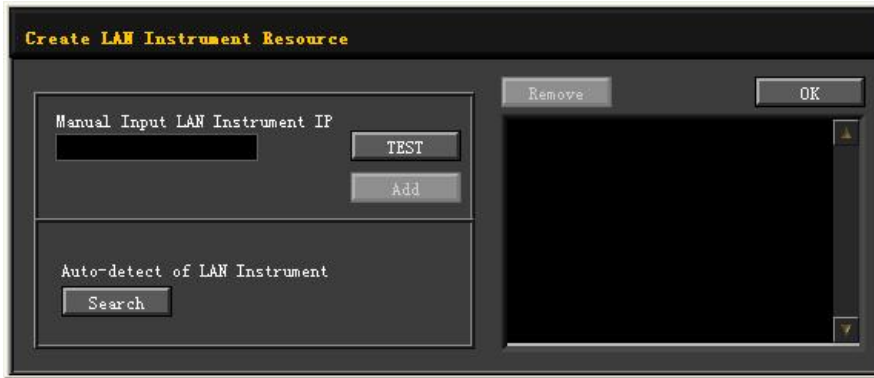 Create LAN Instrument Resource
Remove
OK
Manual Input LAN Instrument IP
TEST
Add
Auto-detect of LAN Instrument
Search